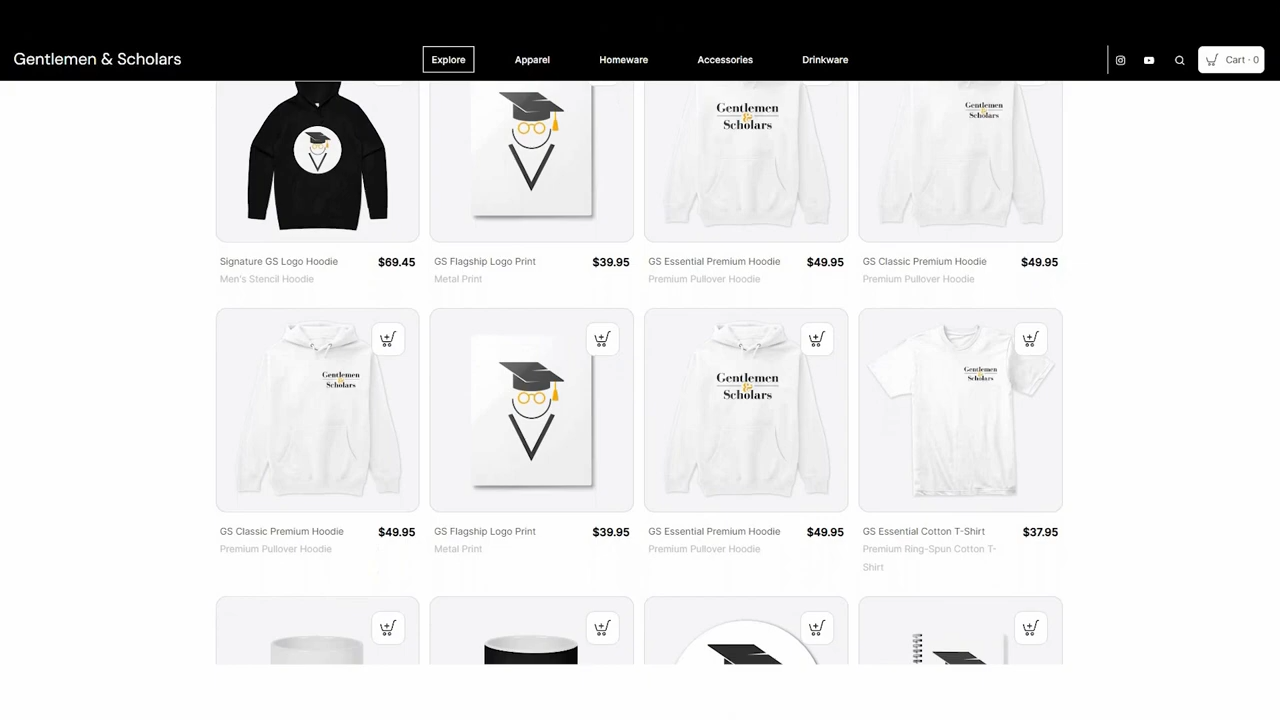 Gentlemen & Scholars
Explore
Apparel
Homeware
Accessories
Drinkware
Cart · 0
Gentlemen
&
Scholars
Gentlemen
&
Scholars
Signature GS Logo Hoodie $69.45
Men's Stencil Hoodie
GS Flagship Logo Print $39.95
Metal Print
GS Essential Premium Hoodie $49.95
Premium Pullover Hoodie
GS Classic Premium Hoodie $49.95
Premium Pullover Hoodie
Gentlemen
&
Scholars
Gentlemen
&
Scholars
Gentlemen
&
Scholars
GS Classic Premium Hoodie $49.95
Premium Pullover Hoodie
GS Flagship Logo Print $39.95
Metal Print
GS Essential Premium Hoodie $49.95
Premium Pullover Hoodie
GS Essential Cotton T-Shirt $37.95
Premium Ring-Spun Cotton T-
Shirt